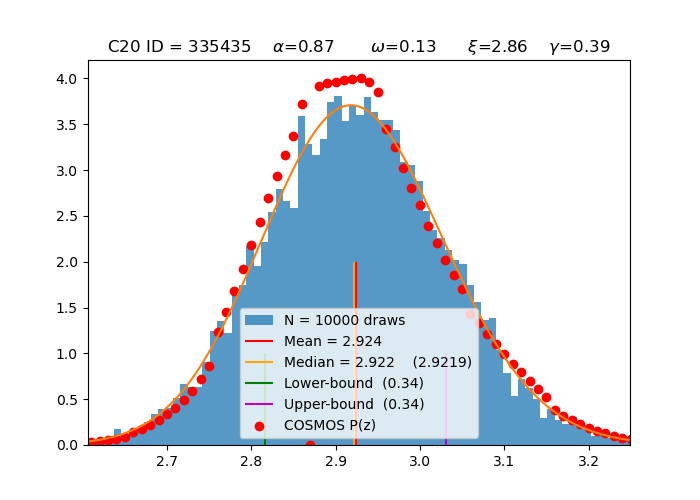 C20 ID = 335435 α=0.87 ω=0.13 ξ=2.86 γ=0.39
4.0
3.5
3.0
2.5
2.0
1.5
1.0
0.5
0.0
N = 10000 draws
Mean = 2.924
Median = 2.922 (2.9219)
Lower-bound (0.34)
Upper-bound (0.34)
COSMOS P(z)
2.7 2.8 2.9 3.0 3.1 3.2